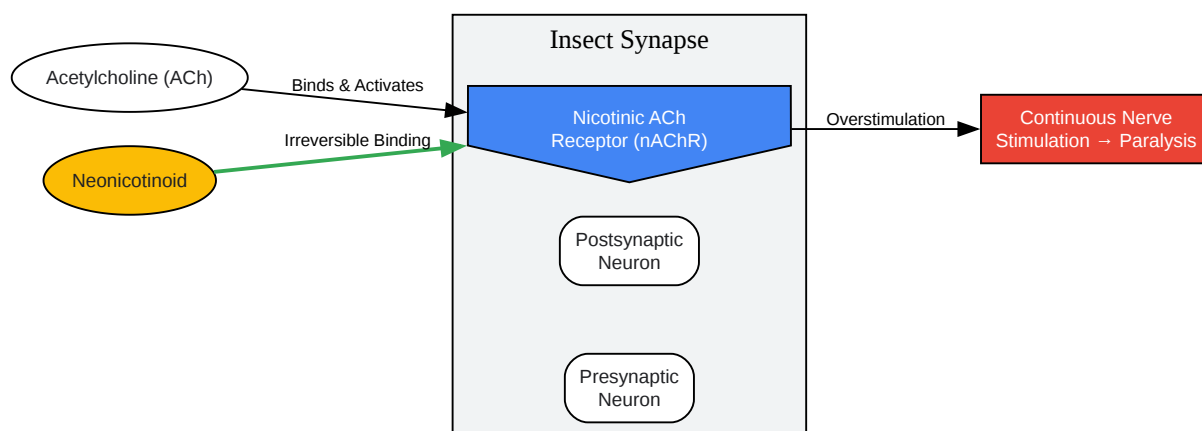 Insect Synapse
Acetylcholine (ACh)
Binds & Activates
Nicotinic ACh
Receptor (nAChR)
Overstimulation
Continuous Nerve
Stimulation → Paralysis
Irreversible Binding
Neonicotinoid
Postsynaptic
Neuron
Presynaptic
Neuron